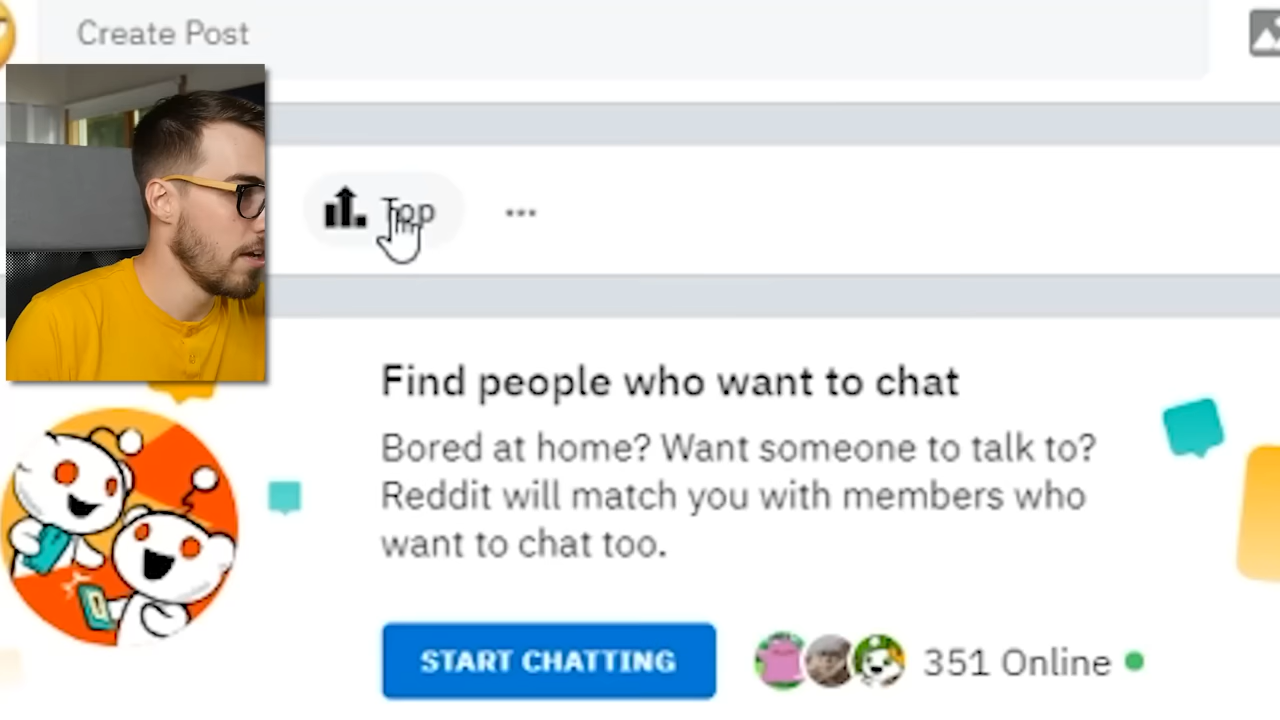 Create Post
Top
Find people who want to chat
Bored at home? Want someone to talk to?
Reddit will match you with members who
want to chat too.
START CHATTING
351 Online